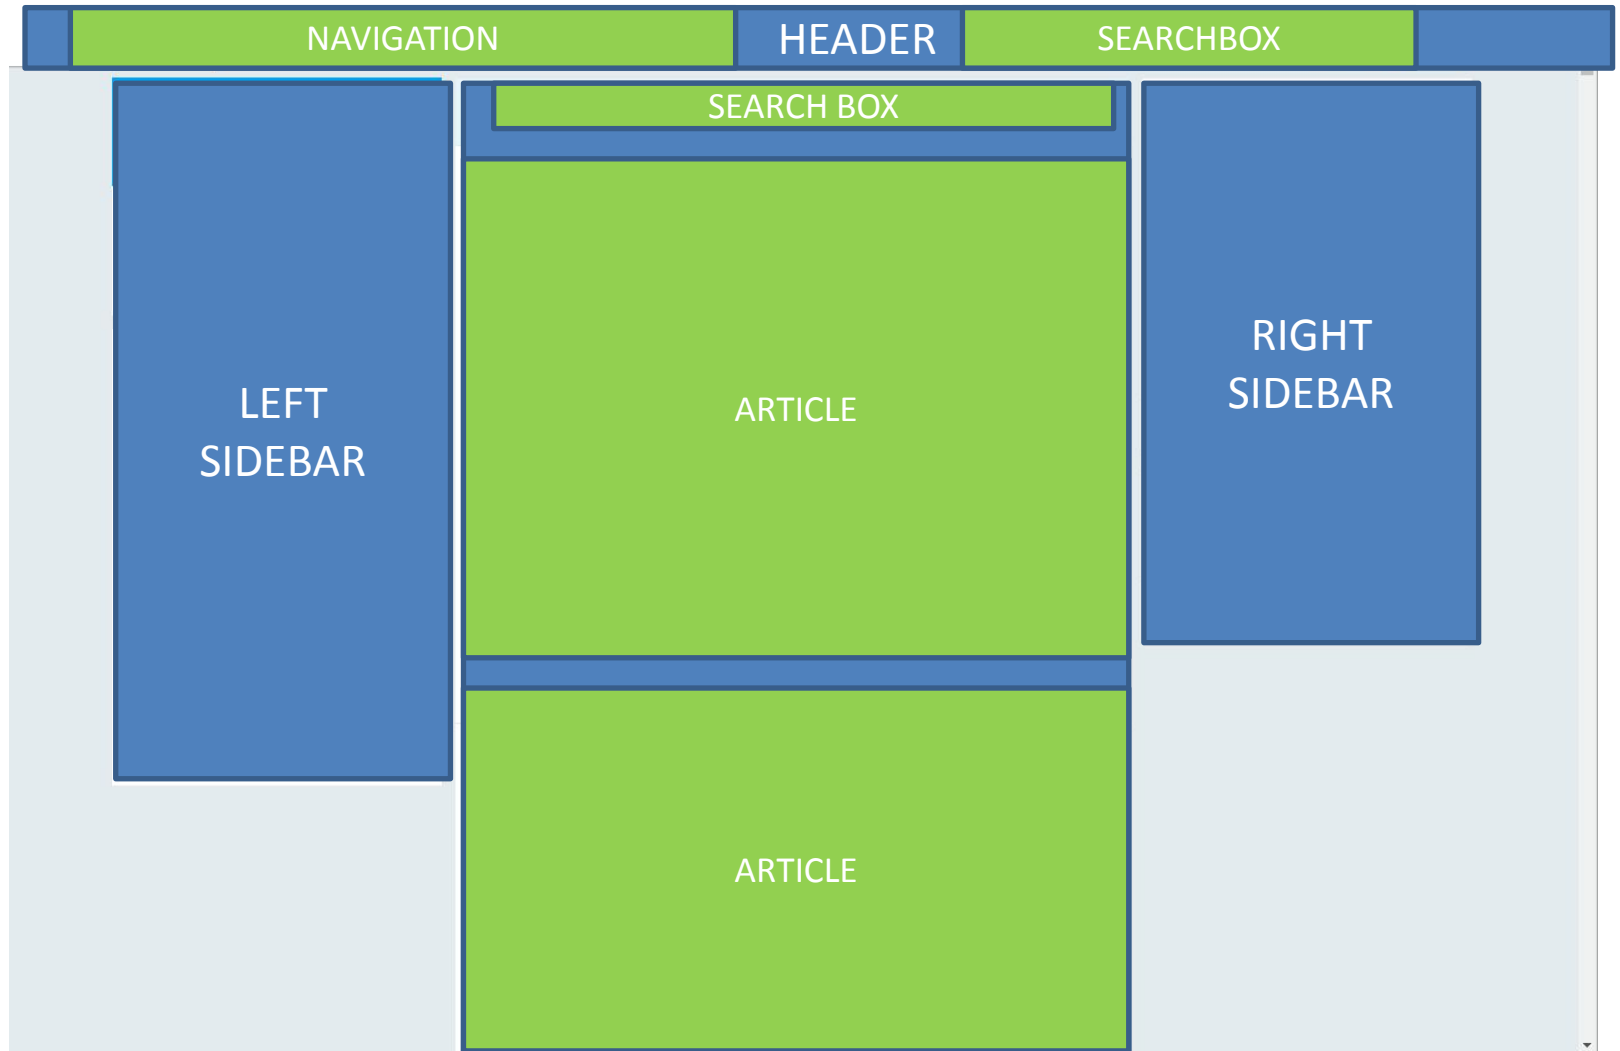 NAVIGATION
HEADER
SEARCHBOX
SEARCH BOX
LEFT
SIDEBAR
ARTICLE
RIGHT
SIDEBAR
ARTICLE